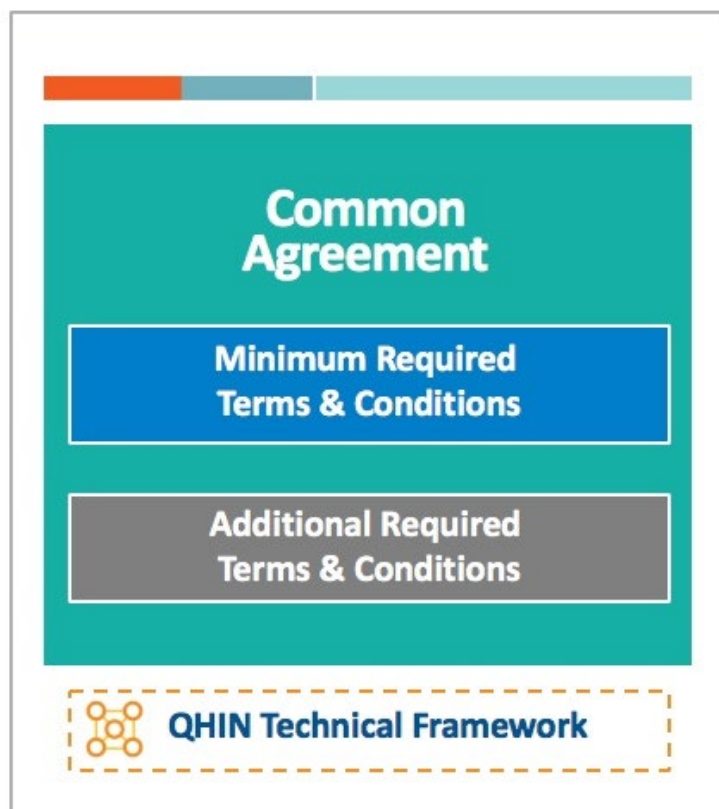 Common
Agreement
Minimum Required
Terms & Conditions
Additional Required
Terms & Conditions
QHIN Technical Framework